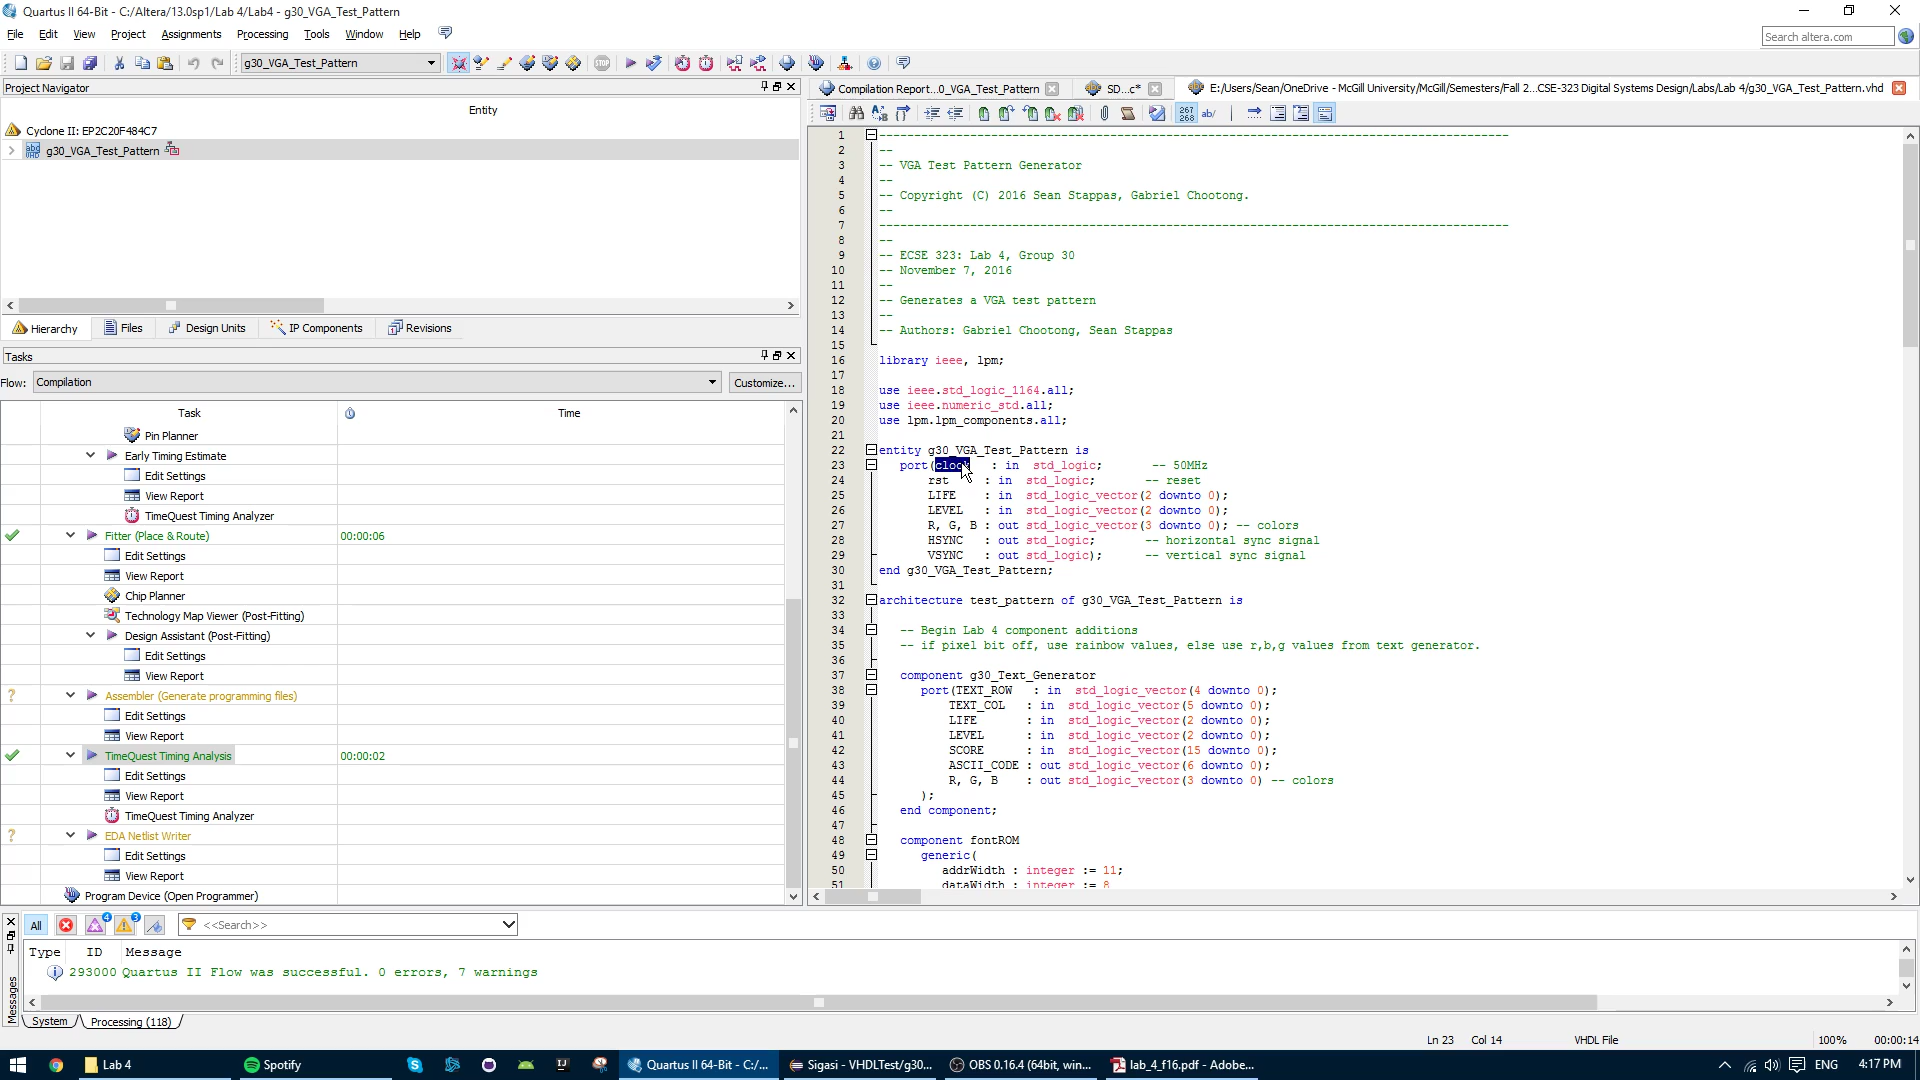 Quartus II 64-Bit - C:/Altera/13.0sp1/Lab 4/Lab4 - g30_VGA_Test_Pattern
File Edit View Project Assignments Processing Tools Window Help
Search altera.com
g30_VGA_Test_Pattern
Project Navigator
Entity
Cyclone II: EP2C20F484C7
g30_VGA_Test_Pattern
Hierarchy Files Design Units IP Components Revisions
Tasks
Flow: Compilation Customize...
Task Time
Pin Planner
Early Timing Estimate
Edit Settings
View Report
TimeQuest Timing Analyzer
Fitter (Place & Route) 00:00:06
Edit Settings
View Report
Chip Planner
Technology Map Viewer (Post-Fitting)
Design Assistant (Post-Fitting)
Edit Settings
View Report
Assembler (Generate programming files)
Edit Settings
View Report
TimeQuest Timing Analysis 00:00:02
Edit Settings
View Report
TimeQuest Timing Analyzer
EDA Netlist Writer
Edit Settings
View Report
Program Device (Open Programmer)
Compilation Report...0_VGA_Test_Pattern SD...c* E:/Users/Sean/OneDrive - McGill University/McGill/Semesters/Fall 2...CSE-323 Digital Systems Design/Labs/Lab 4/g30_VGA_Test_Pattern.vhd
267 268 ab/
1 ------------------------------------------------------------------------------------------
2 --
3 -- VGA Test Pattern Generator
4 --
5 -- Copyright (C) 2016 Sean Stappas, Gabriel Chootong.
6 --
7 ------------------------------------------------------------------------------------------
8 --
9 -- ECSE 323: Lab 4, Group 30
10 -- November 7, 2016
11 --
12 -- Generates a VGA test pattern
13 --
14 -- Authors: Gabriel Chootong, Sean Stappas
15
16 library ieee, lpm;
17
18 use ieee.std_logic_1164.all;
19 use ieee.numeric_std.all;
20 use lpm.lpm_components.all;
21
22 entity g30_VGA_Test_Pattern is
23 port(clock : in std_logic; -- 50MHz
24 rst : in std_logic; -- reset
25 LIFE : in std_logic_vector(2 downto 0);
26 LEVEL : in std_logic_vector(2 downto 0);
27 R, G, B : out std_logic_vector(3 downto 0); -- colors
28 HSYNC : out std_logic; -- horizontal sync signal
29 VSYNC : out std_logic); -- vertical sync signal
30 end g30_VGA_Test_Pattern;
31
32 architecture test_pattern of g30_VGA_Test_Pattern is
33
34 -- Begin Lab 4 component additions
35 -- if pixel bit off, use rainbow values, else use r,b,g values from text generator.
36
37 component g30_Text_Generator
38 port(TEXT_ROW : in std_logic_vector(4 downto 0);
39 TEXT_COL : in std_logic_vector(5 downto 0);
40 LIFE : in std_logic_vector(2 downto 0);
41 LEVEL : in std_logic_vector(2 downto 0);
42 SCORE : in std_logic_vector(15 downto 0);
43 ASCII_CODE : out std_logic_vector(6 downto 0);
44 R, G, B : out std_logic_vector(3 downto 0) -- colors
45 );
46 end component;
47
48 component fontROM
49 generic(
50 addrWidth : integer := 11;
51 dataWidth : integer := 8
All 4 3 <<Search>>
Type ID Message
293000 Quartus II Flow was successful. 0 errors, 7 warnings
Messages
System Processing (118)
Ln 23 Col 14 VHDL File 100% 00:00:14
Lab 4 Spotify Quartus II 64-Bit - C:/... Sigasi - VHDLTest/g30... OBS 0.16.4 (64bit, win... lab_4_f16.pdf - Adobe... ENG 4:17 PM